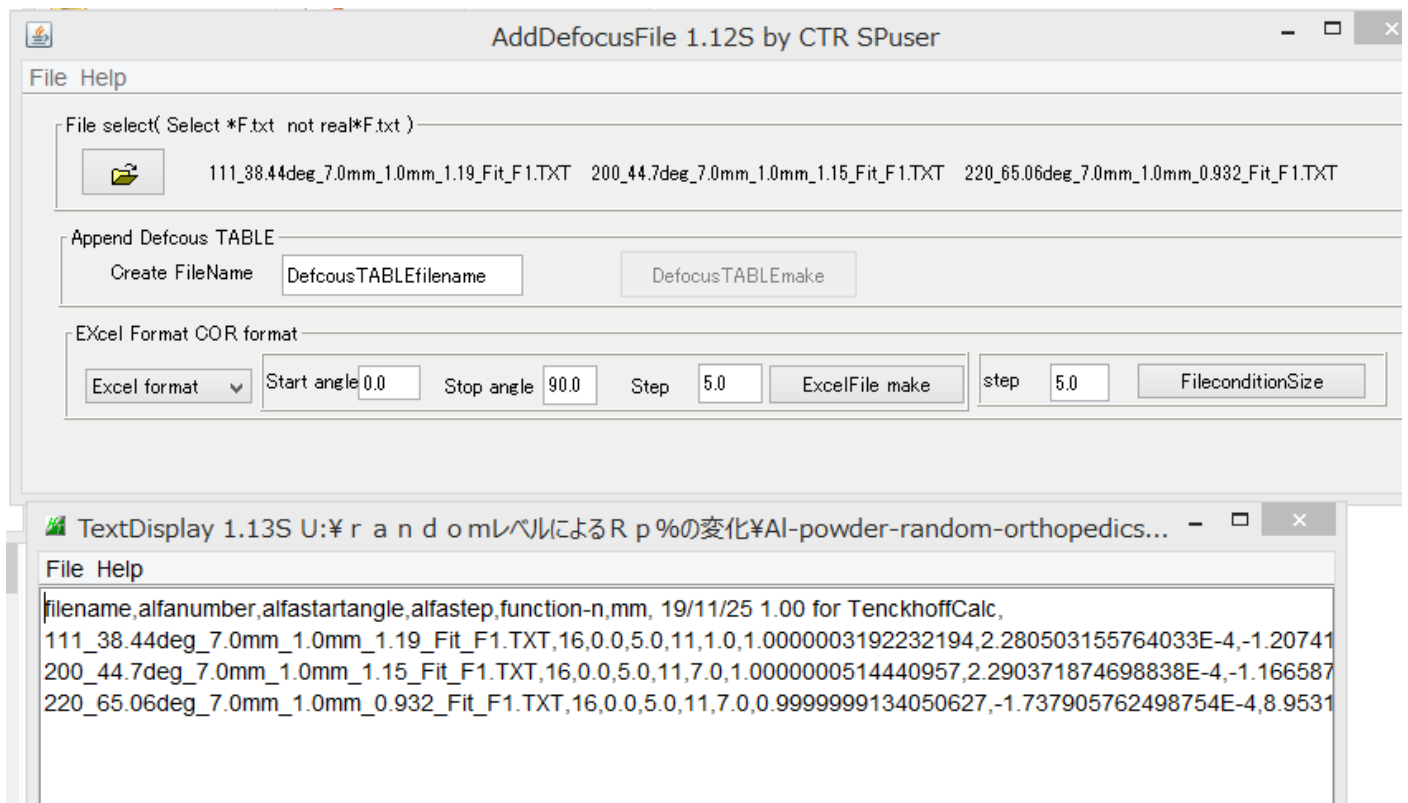 AddDefocusFile 1.12S by CTR SPuser
File Help
File select( Select *F.txt not real*F.txt )
111_38.44deg_7.0mm_1.0mm_1.19_Fit_F1.TXT 200_44.7deg_7.0mm_1.0mm_1.15_Fit_F1.TXT 220_65.06deg_7.0mm_1.0mm_0.932_Fit_F1.TXT
Append Defcous TABLE
Create FileName DefcousTABLEfilename DefocusTABLEmake
EXcel Format COR format
Excel format Start angle 0.0 Stop angle 90.0 Step 5.0 ExcelFile make step 5.0 FileconditionSize
TextDisplay 1.13S U:¥ｒａｎｄｏｍレベルによるＲｐ%の変化¥Al-powder-random-orthopedics...
File Help
filename,alfanumber,alfastartangle,alfastep,function-n,mm, 19/11/25 1.00 for TenckhoffCalc,
111_38.44deg_7.0mm_1.0mm_1.19_Fit_F1.TXT,16,0.0,5.0,11,1.0,1.0000003192232194,2.280503155764033E-4,-1.20741
200_44.7deg_7.0mm_1.0mm_1.15_Fit_F1.TXT,16,0.0,5.0,11,7.0,1.0000000514440957,2.290371874698838E-4,-1.166587
220_65.06deg_7.0mm_1.0mm_0.932_Fit_F1.TXT,16,0.0,5.0,11,7.0,0.9999999134050627,-1.737905762498754E-4,8.9531